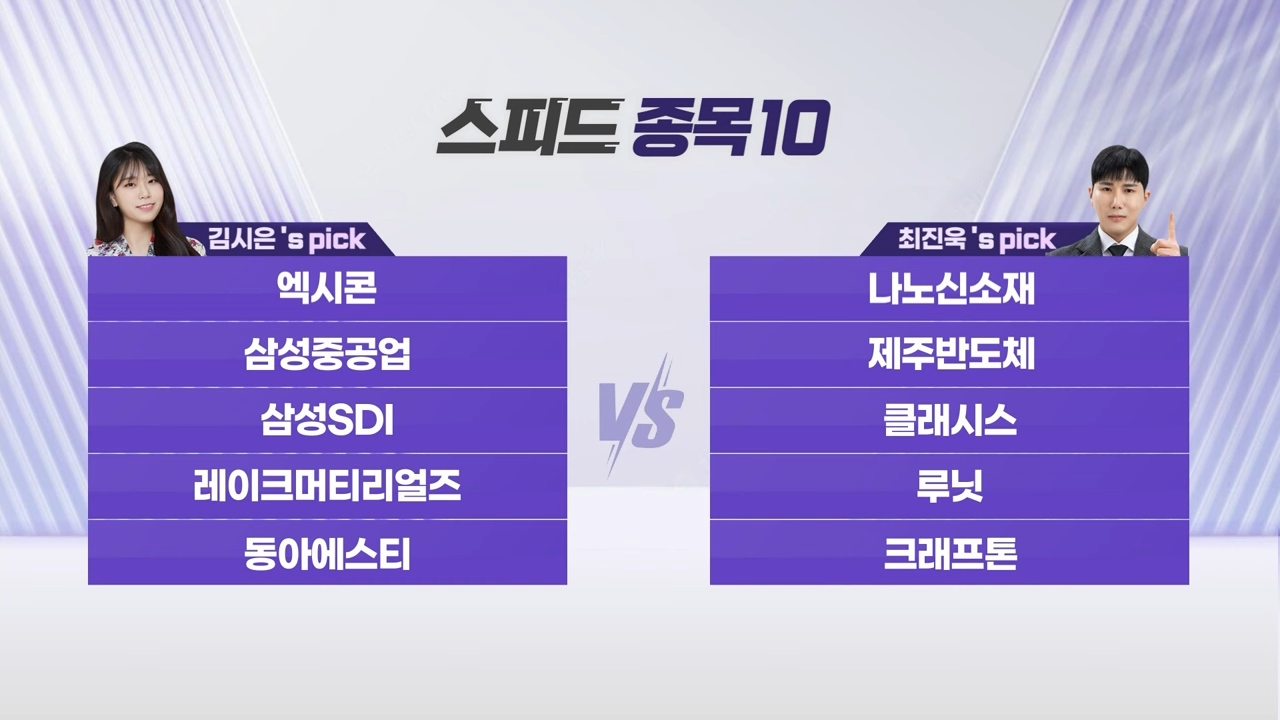 스피드 종목10
김시은 's pick
엑시콘
삼성중공업
삼성SDI
레이크머티리얼즈
동아에스티
VS
최진욱 's pick
나노신소재
제주반도체
클래시스
루닛
크래프톤